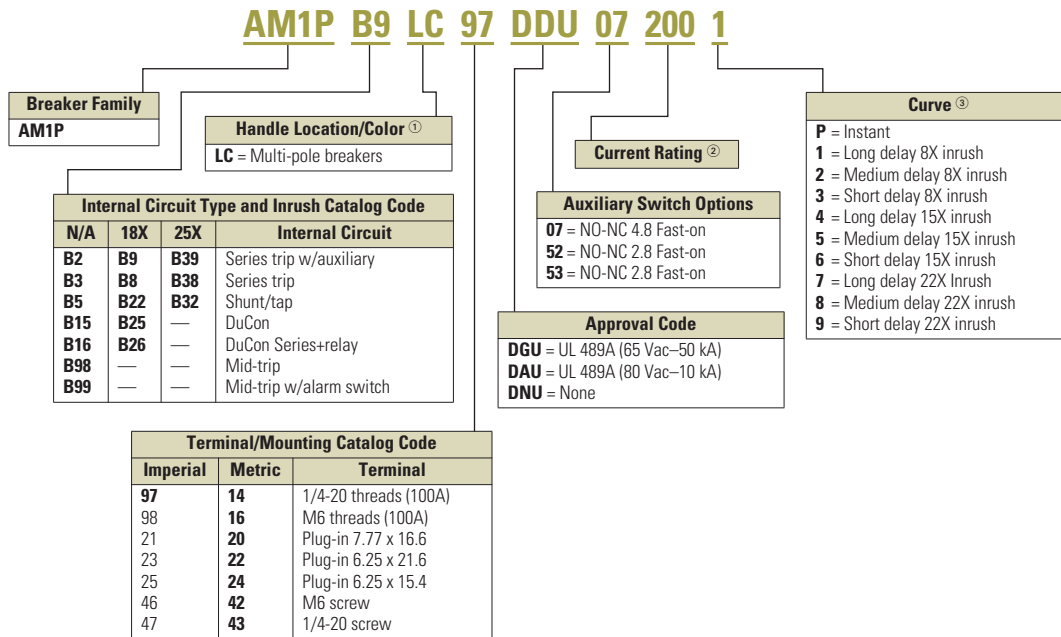 AM1P B9 LC 97 DDU 07 200 1
Breaker Family
AM1P
Handle Location/Color ①
LC = Multi-pole breakers
Internal Circuit Type and Inrush Catalog Code
N/A 18X 25X Internal Circuit
B2 B9 B39 Series trip w/auxiliary
B3 B8 B38 Series trip
B5 B22 B32 Shunt/tap
B15 B25 — DuCon
B16 B26 — DuCon Series+relay
B98 — — Mid-trip
B99 — — Mid-trip w/alarm switch
Terminal/Mounting Catalog Code
Imperial Metric Terminal
97 14 1/4-20 threads (100A)
98 16 M6 threads (100A)
21 20 Plug-in 7.77 x 16.6
23 22 Plug-in 6.25 x 21.6
25 24 Plug-in 6.25 x 15.4
46 42 M6 screw
47 43 1/4-20 screw
Approval Code
DGU = UL 489A (65 Vac–50 kA)
DAU = UL 489A (80 Vac–10 kA)
DNU = None
Auxiliary Switch Options
07 = NO-NC 4.8 Fast-on
52 = NO-NC 2.8 Fast-on
53 = NO-NC 2.8 Fast-on
Current Rating ②
Curve ③
P = Instant
1 = Long delay 8X inrush
2 = Medium delay 8X inrush
3 = Short delay 8X inrush
4 = Long delay 15X inrush
5 = Medium delay 15X inrush
6 = Short delay 15X inrush
7 = Long delay 22X Inrush
8 = Medium delay 22X inrush
9 = Short delay 22X inrush